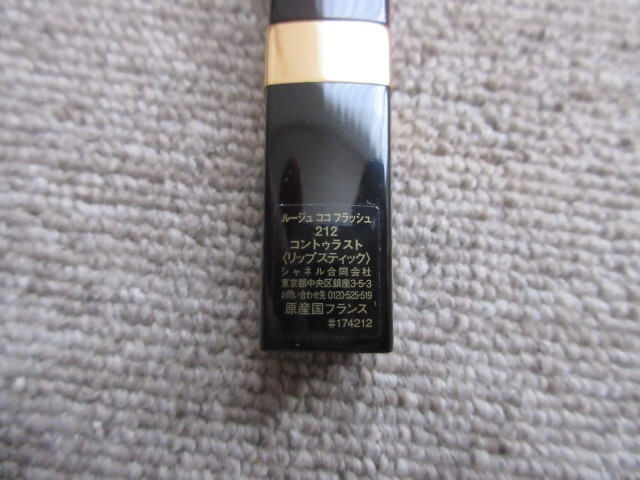 ルージュ ココ フラッシュ
212
コントゥラスト
〈リップスティック〉
シャネル合同会社
東京都中央区銀座3-5-3
お問い合わせ先 0120-525-519
原産国フランス
#174212